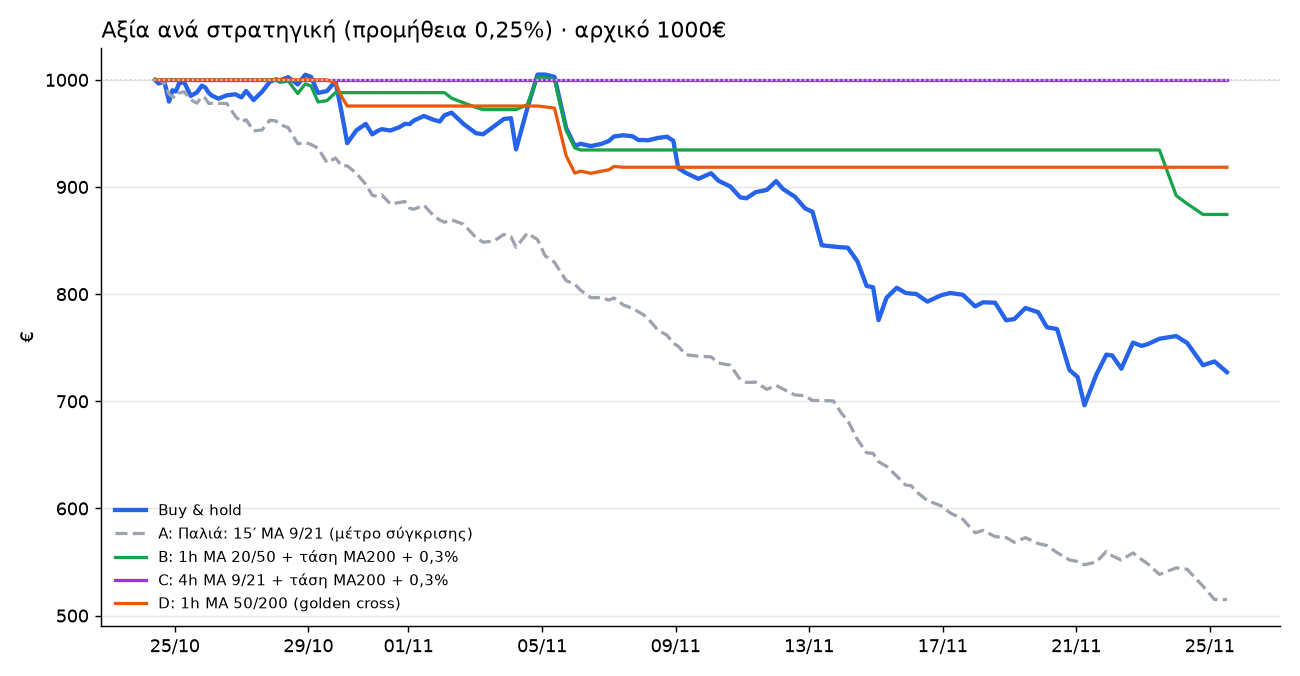 Αξία ανά στρατηγική (προμήθεια 0,25%) · αρχικό 1000€
1000
900
800
700
600
500
€
Buy & hold
A: Παλιά: 15΄ MA 9/21 (μέτρο σύγκρισης)
B: 1h MA 20/50 + τάση MA200 + 0,3%
C: 4h MA 9/21 + τάση MA200 + 0,3%
D: 1h MA 50/200 (golden cross)
25/10 29/10 01/11 05/11 09/11 13/11 17/11 21/11 25/11